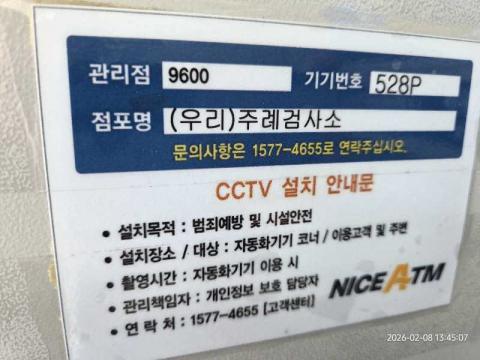 관리점 9600 기기번호 528P
점포명 (우리)주례검사소
문의사항은 1577-4655로 연락주십시오.
CCTV 설치 안내문
• 설치목적 : 범죄예방 및 시설안전
• 설치장소 / 대상 : 자동화기기 코너 / 이용고객 및 주변
• 촬영시간 : 자동화기기 이용 시
• 관리책임자 : 개인정보 보호 담당자
• 연 락 처 : 1577-4655 [고객센터]
NICE ATM
2026-02-08 13:45:07